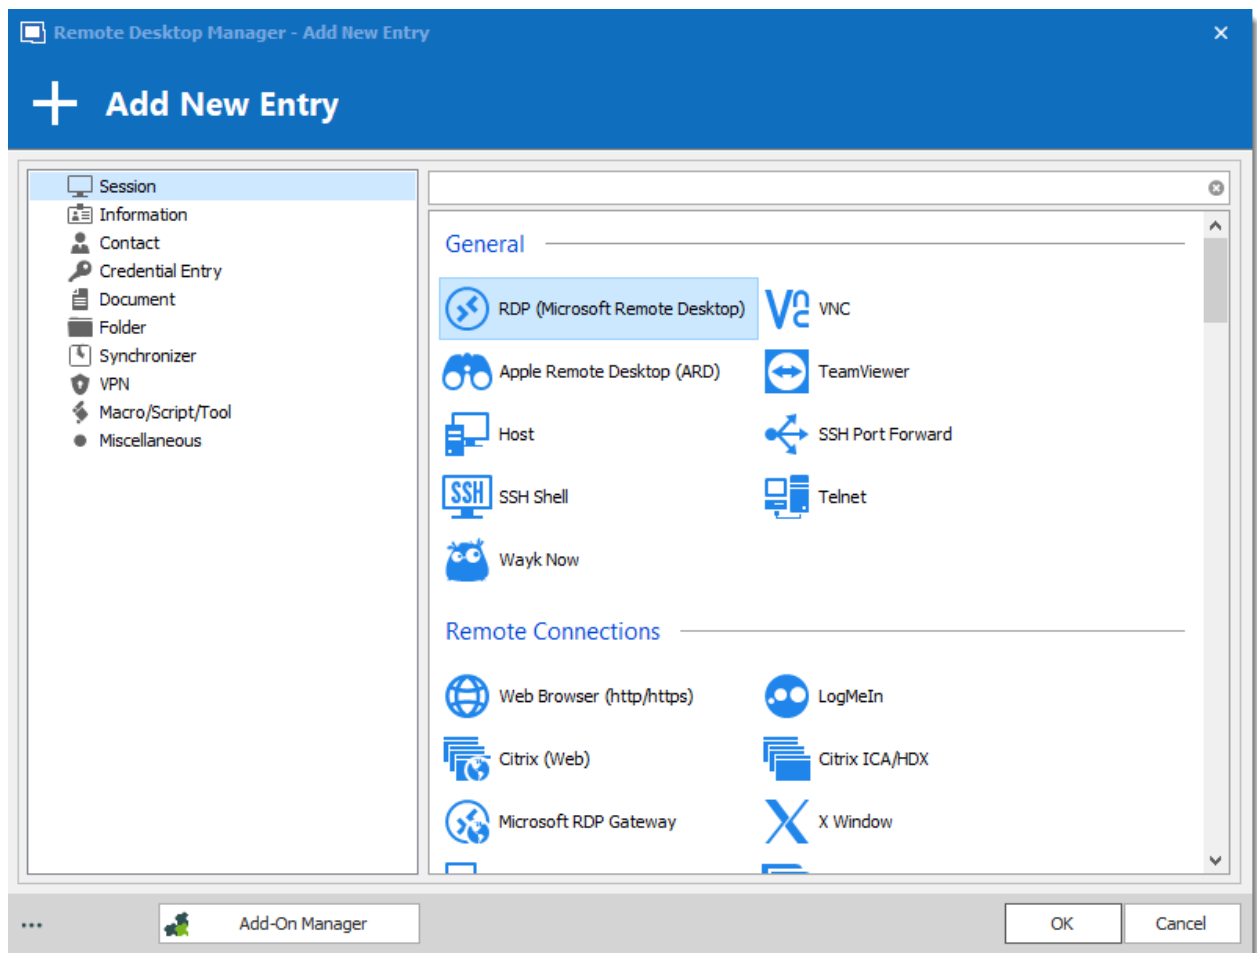 Remote Desktop Manager - Add New Entry
Add New Entry
Session
Information
Contact
Credential Entry
Document
Folder
Synchronizer
VPN
Macro/Script/Tool
Miscellaneous
General
RDP (Microsoft Remote Desktop)
VNC
Apple Remote Desktop (ARD)
TeamViewer
Host
SSH Port Forward
SSH
SSH Shell
Telnet
Wayk Now
Remote Connections
Web Browser (http/https)
LogMeIn
Citrix (Web)
Citrix ICA/HDX
Microsoft RDP Gateway
X Window
...
Add-On Manager
OK
Cancel